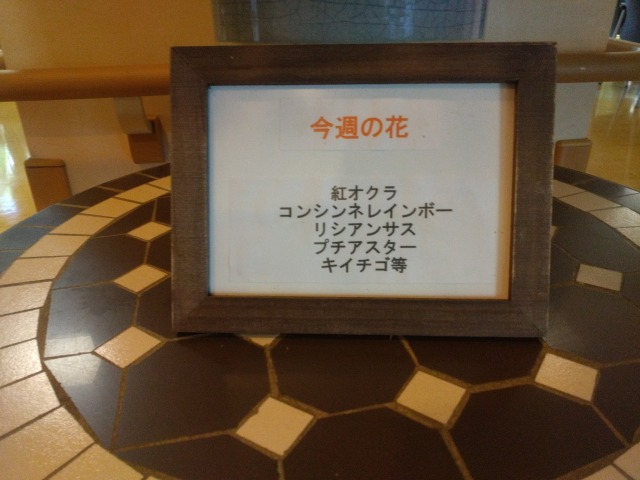 今週の花
紅オクラ
コンシンネレインボー
リシアンサス
プチアスター
キイチゴ等